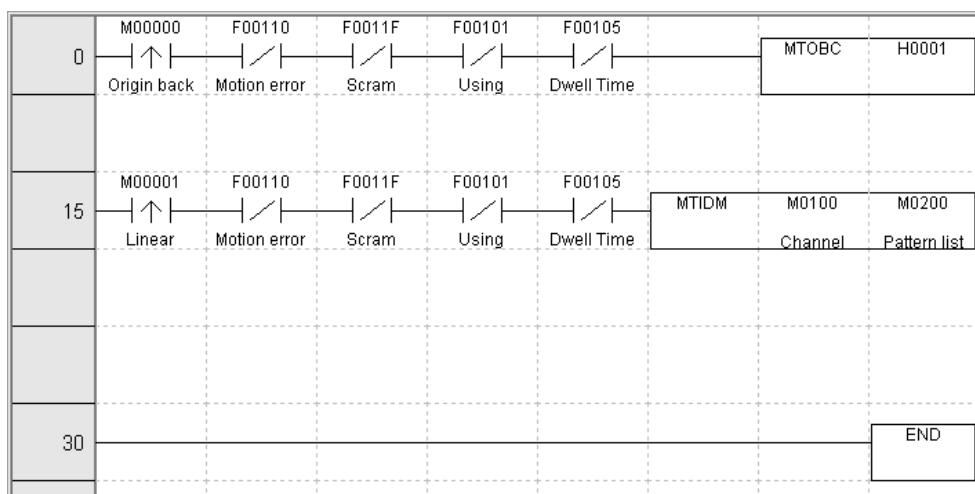 M00000 F00110 F0011F F00101 F00105
0 MTOBC H0001
Origin back Motion error Scram Using Dwell Time
M00001 F00110 F0011F F00101 F00105
15 MTIDM M0100 M0200
Linear Motion error Scram Using Dwell Time Channel Pattern list
30 END